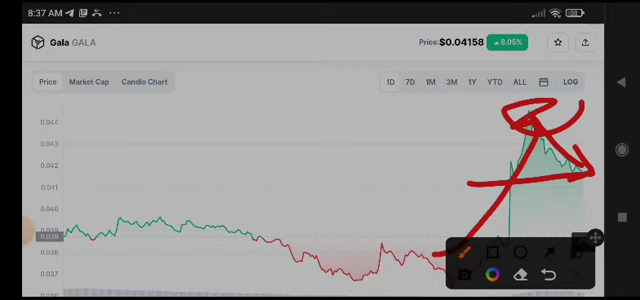 8:37 AM
Gala GALA
Price:$0.04158 8.05%
Price Market Cap Candle Chart 1D 7D 1M 3M 1Y YTD ALL LOG
0.044
0.043
0.042
0.041
0.040
0.039
0.038
0.037
0.036